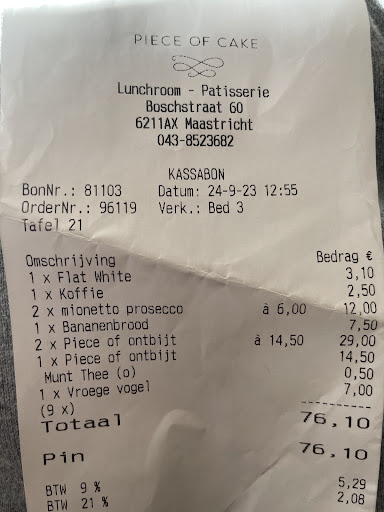 PIECE OF CAKE
Lunchroom - Patisserie
Boschstraat 60
6211AX Maastricht
043-8523682
KASSABON
BonNr.: 81103 Datum: 24-9-23 12:55
OrderNr.: 96119 Verk.: Bed 3
Tafel 21
Omschrijving Bedrag €
1 x Flat White 3,10
1 x Koffie 2,50
2 x mionetto prosecco à 6,00 12,00
1 x Bananenbrood 7,50
2 x Piece of ontbijt à 14,50 29,00
1 x Piece of ontbijt 14,50
Munt Thee (o) 0,50
1 x Vroege vogel 7,00
(9 x) --------
Totaal 76,10
Pin 76,10
BTW 9 % 5,29
BTW 21 % 2,08